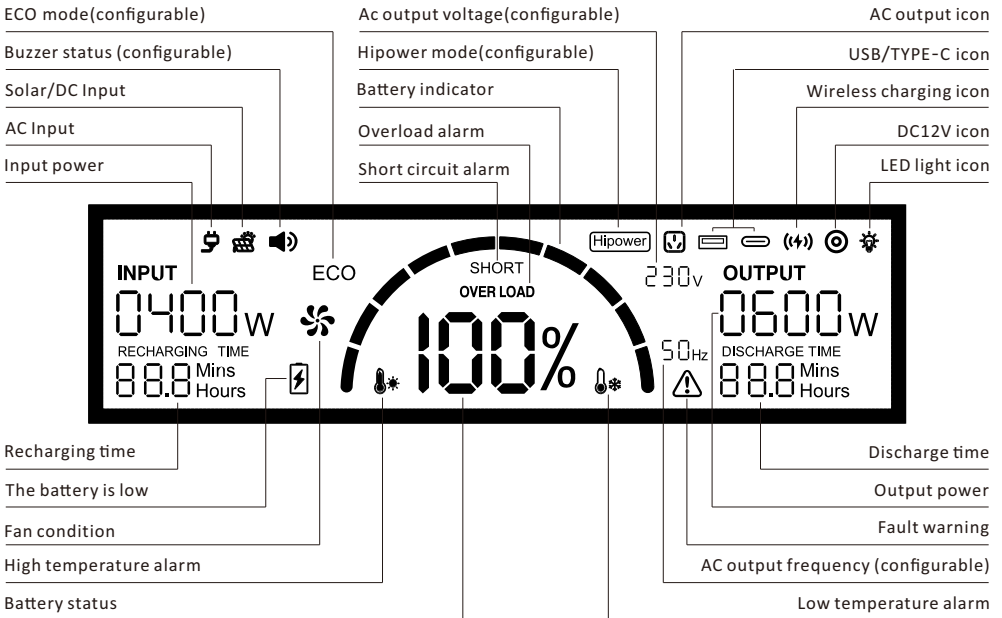 ECO mode(configurable)
Buzzer status (configurable)
Solar/DC Input
AC Input
Input power
Ac output voltage(configurable)
Hipower mode(configurable)
Battery indicator
Overload alarm
Short circuit alarm
AC output icon
USB/TYPE-C icon
Wireless charging icon
DC12V icon
LED light icon
INPUT
0400W
RECHARGING TIME
88.8 Mins
Hours
ECO
SHORT
OVER LOAD
100%
Hipower
230V
50Hz
OUTPUT
0600W
DISCHARGE TIME
88.8 Mins
Hours
Recharging time
The battery is low
Fan condition
High temperature alarm
Battery status
Discharge time
Output power
Fault warning
AC output frequency (configurable)
Low temperature alarm